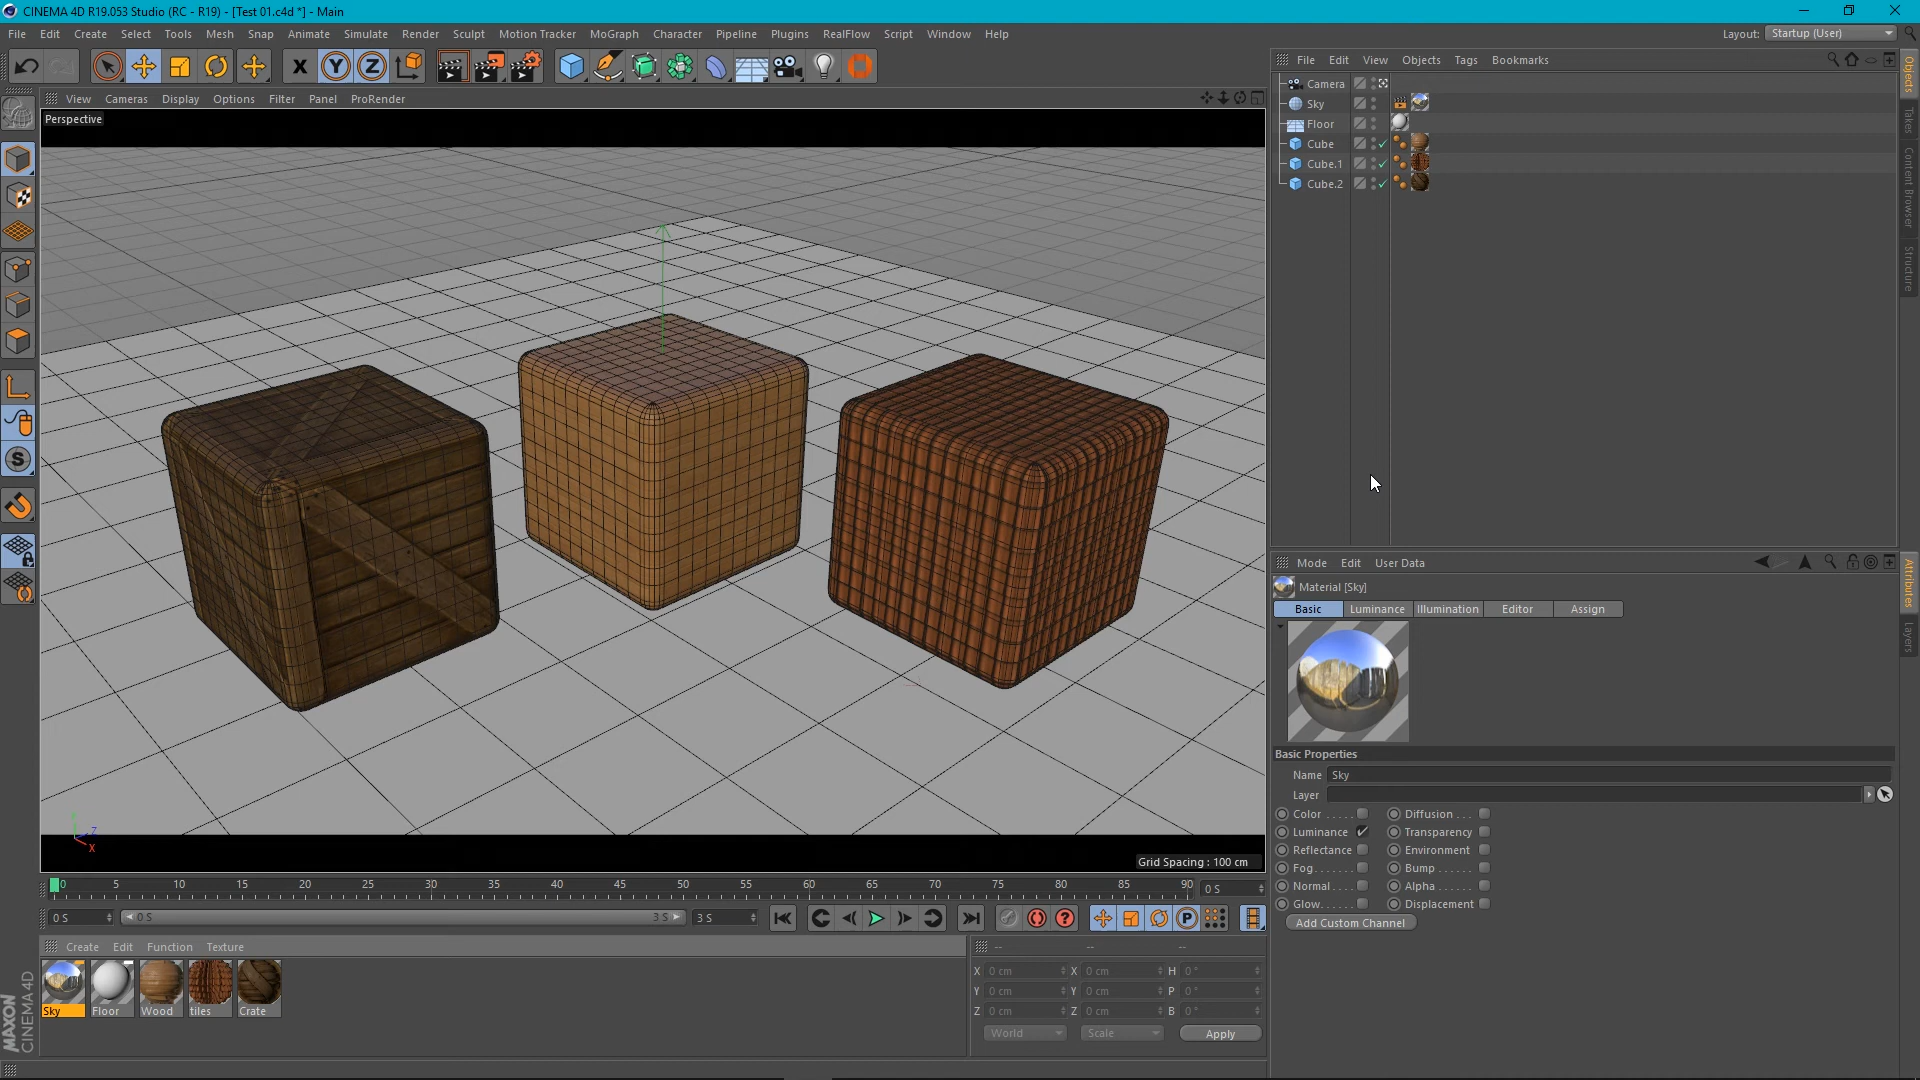 CINEMA 4D R19.053 Studio (RC - R19) - [Test 01.c4d *] - Main
File Edit Create Select Tools Mesh Snap Animate Simulate Render Sculpt Motion Tracker MoGraph Character Pipeline Plugins RealFlow Script Window Help
Layout: Startup (User)
X Y Z
File Edit View Objects Tags Bookmarks
View Cameras Display Options Filter Panel ProRender
Perspective
Camera
Sky
Floor
Cube
Cube.1
Cube.2
Objects
Takes
Content Browser
Structure
Mode Edit User Data
Material [Sky]
Basic Luminance Illumination Editor Assign
Attributes
Layers
Basic Properties
Name Sky
Layer
Color . . . . . Diffusion . . .
Luminance Transparency
Reflectance Environment
Fog. . . . . . . Bump . . . . . .
Normal . . . . Alpha . . . . . .
Glow. . . . . . Displacement
Add Custom Channel
Z
X
Grid Spacing : 100 cm
0 5 10 15 20 25 30 35 40 45 50 55 60 65 70 75 80 85 90
0 S
0 S 0 S 3 S 3 S
Create Edit Function Texture
Sky Floor Wood tiles Crate
-- -- --
X 0 cm X 0 cm H 0 °
Y 0 cm Y 0 cm P 0 °
Z 0 cm Z 0 cm B 0 °
World Scale Apply
MAXON
CINEMA 4D